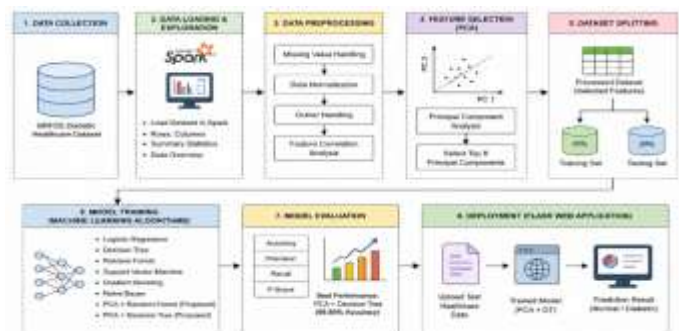 1. DATA COLLECTION
Healthcare Dataset
2. DATA LOADING &
EXPLORATION
Spark
• Load Dataset in Spark
• Rows, Columns
• Summary Statistics
• Data Overview
3. DATA PREPROCESSING
Missing Value Handling
Data Normalization
Outlier Handling
Feature Correlation
Analysis
4. FEATURE SELECTION
(PCA)
PC 2
PC 1
Principal Component
Analysis
Select Top
Principal Components
5. DATASET SPLITTING
Processed Dataset
(Selected Features)
Training Set
Testing Set
6. MODEL TRAINING
(MACHINE LEARNING ALGORITHMS)
• Logistic Regression
• Decision Tree
• Random Forest
• Support Vector Machine
• Gradient Boosting
• Naive Bayes
• PCA + Random Forest (Proposed)
• PCA + Decision Tree (Proposed)
7. MODEL EVALUATION
Accuracy
Precision
Recall
F1-Score
Best Performance:
PCA + Decision Tree
Accuracy)
8. DEPLOYMENT (FLASK WEB APPLICATION)
Upload Test
Healthcare
Data
Trained Model
(PCA + DT)
Prediction Result
(Normal / Diabetic)